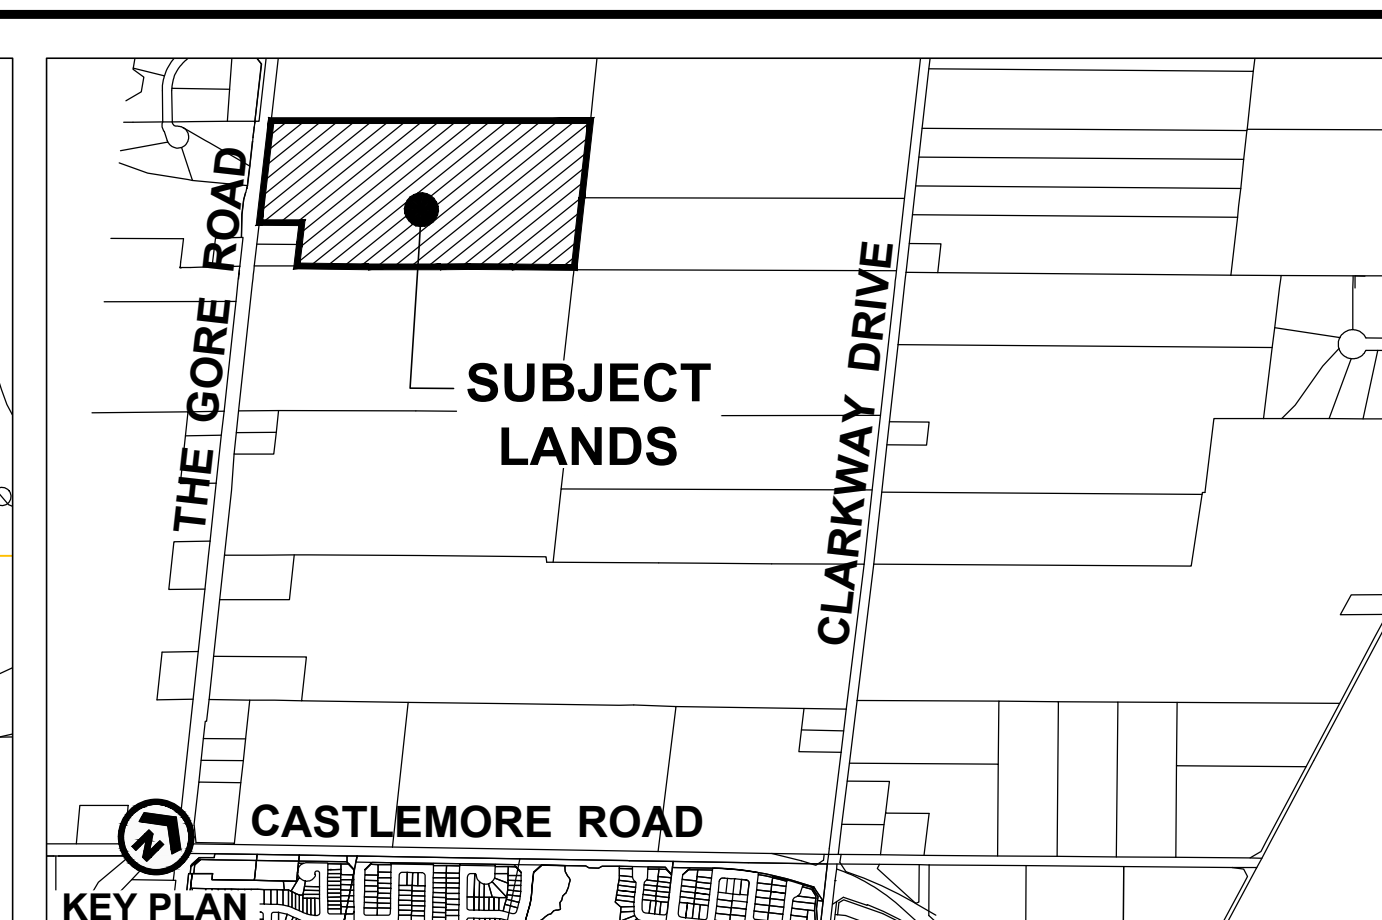 THE GORE ROAD
SUBJECT
LANDS
CLARKWAY DRIVE
CASTLEMORE ROAD
N
KEY PLAN